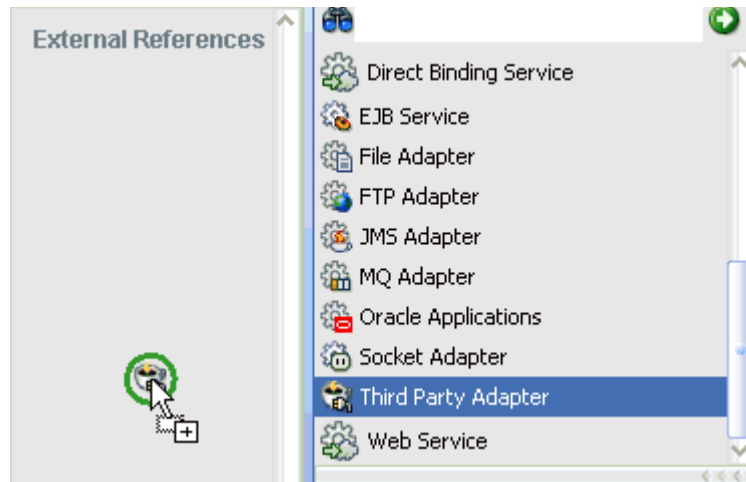 External References
Direct Binding Service
EJB Service
File Adapter
FTP Adapter
JMS Adapter
MQ Adapter
Oracle Applications
Socket Adapter
Third Party Adapter
Web Service